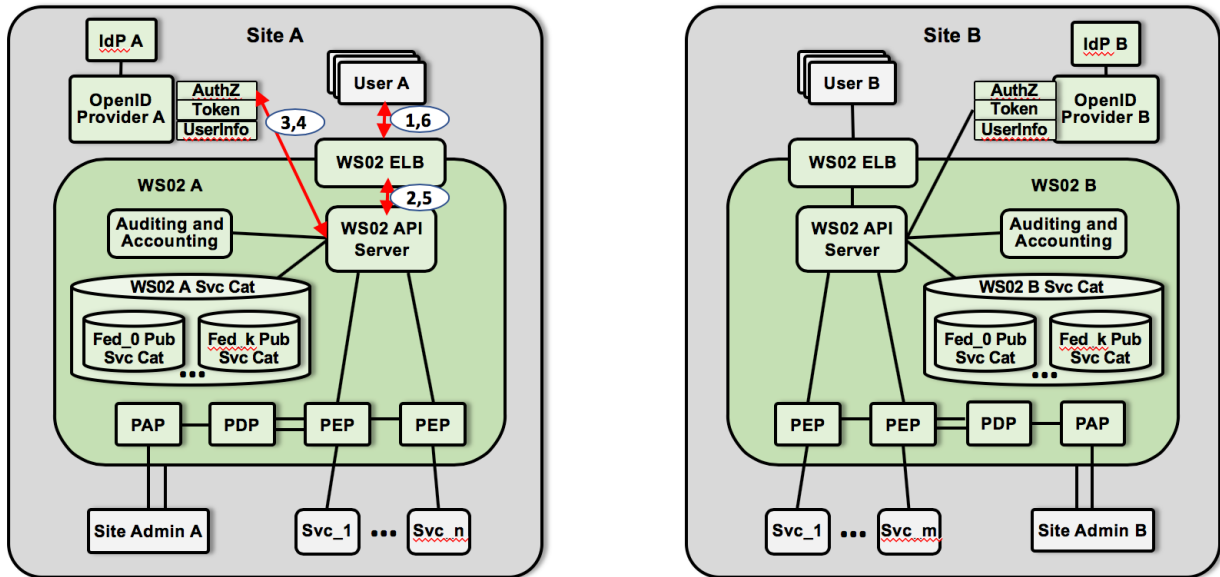 Site A
IdP A
OpenID
Provider A
AuthZ
Token
UserInfo
User A
3,4
1,6
WS02 ELB
WS02 A
2,5
Auditing and
Accounting
WS02 API
Server
WS02 A Svc Cat
Fed_0 Pub
Svc Cat
...
Fed_k Pub
Svc Cat
PAP
PDP
PEP
PEP
Site Admin A
Svc_1
...
Svc_n
Site B
IdP B
User B
AuthZ
Token
UserInfo
OpenID
Provider B
WS02 ELB
WS02 B
WS02 API
Server
Auditing and
Accounting
WS02 B Svc Cat
Fed_0 Pub
Svc Cat
...
Fed_k Pub
Svc Cat
PEP
PEP
PDP
PAP
Svc_1
...
Svc_m
Site Admin B